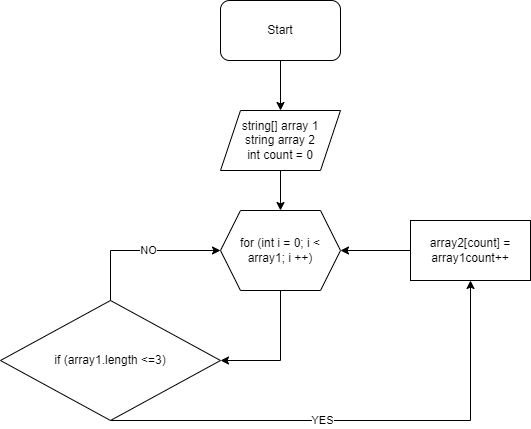 Start
string[] array 1
string array 2
int count = 0
for (int i = 0; i <
array1; i ++)
array2[count] =
array1count++
NO
if (array1.length <=3)
YES